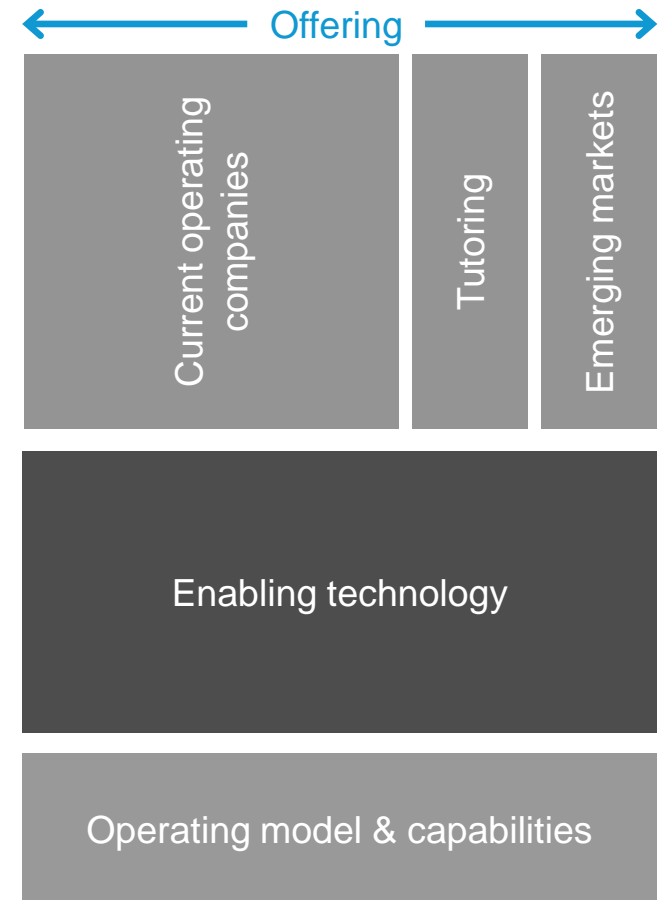 Offering
Current operating
companies
Tutoring
Emerging markets
Enabling technology
Operating model & capabilities